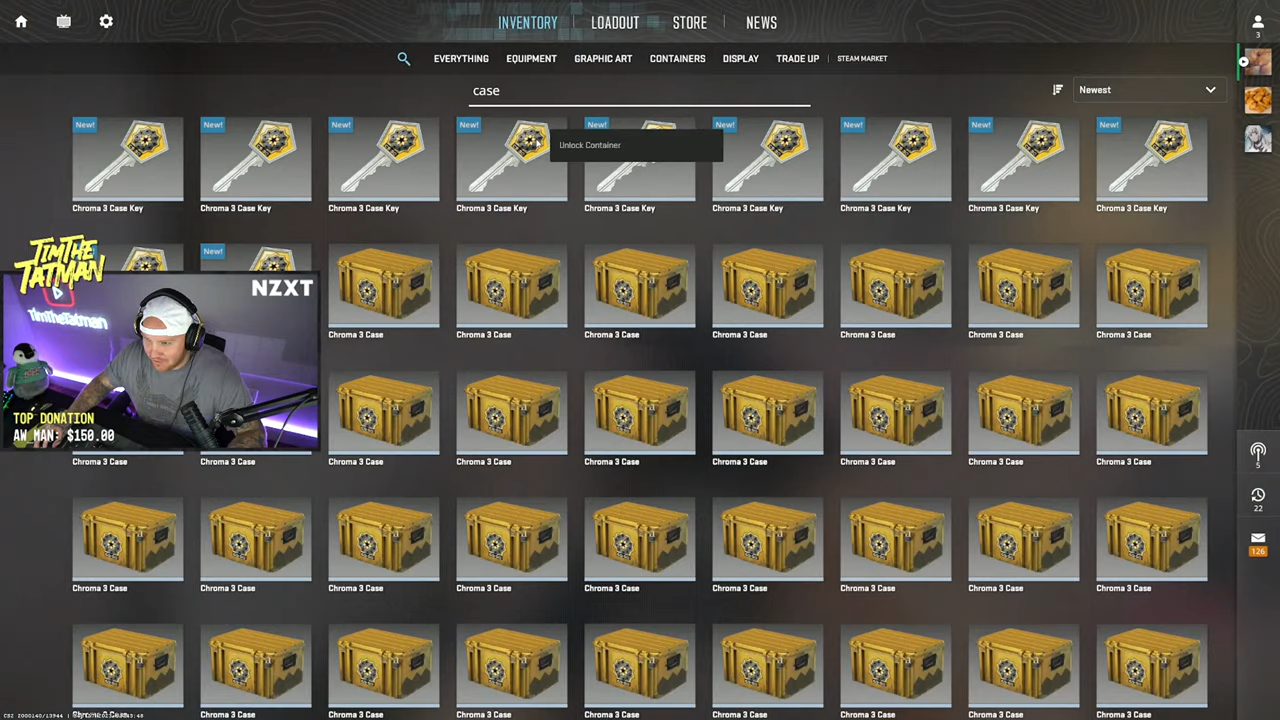 INVENTORY LOADOUT STORE NEWS
3
EVERYTHING EQUIPMENT GRAPHIC ART CONTAINERS DISPLAY TRADE UP STEAM MARKET
case
Newest
New! New! New! New! New! New! New! New! New!
Unlock Container
Chroma 3 Case Key Chroma 3 Case Key Chroma 3 Case Key Chroma 3 Case Key Chroma 3 Case Key Chroma 3 Case Key Chroma 3 Case Key Chroma 3 Case Key Chroma 3 Case Key
New!
TIMTHE
TATMAN
NZXT
TimTheTatman
Chroma 3 Case Chroma 3 Case Chroma 3 Case Chroma 3 Case Chroma 3 Case Chroma 3 Case Chroma 3 Case
TOP DONATION
AW MAN: $150.00
5
Chroma 3 Case Chroma 3 Case Chroma 3 Case Chroma 3 Case Chroma 3 Case Chroma 3 Case Chroma 3 Case
22
126
Chroma 3 Case Chroma 3 Case Chroma 3 Case Chroma 3 Case Chroma 3 Case Chroma 3 Case Chroma 3 Case Chroma 3 Case Chroma 3 Case
Chroma 3 Case Chroma 3 Case Chroma 3 Case Chroma 3 Case Chroma 3 Case Chroma 3 Case Chroma 3 Case Chroma 3 Case